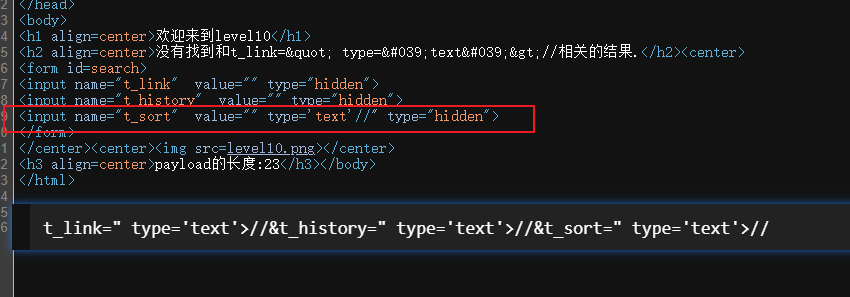 </head>
<body>
<h1 align=center>欢迎来到level10</h1>
<h2 align=center>没有找到和t_link=&quot; type=&#039;text&#039;&gt;//相关的结果.</h2><center>
<form id=search>
<input name="t_link"  value="" type="hidden">
<input name="t_history"  value="" type="hidden">
<input name="t_sort"  value="" type='text'//" type="hidden">
</form>
</center><center><img src=level10.png></center>
<h3 align=center>payload的长度:23</h3></body>
</html>
t_link=" type='text'>//&t_history=" type='text'>//&t_sort=" type='text'>//